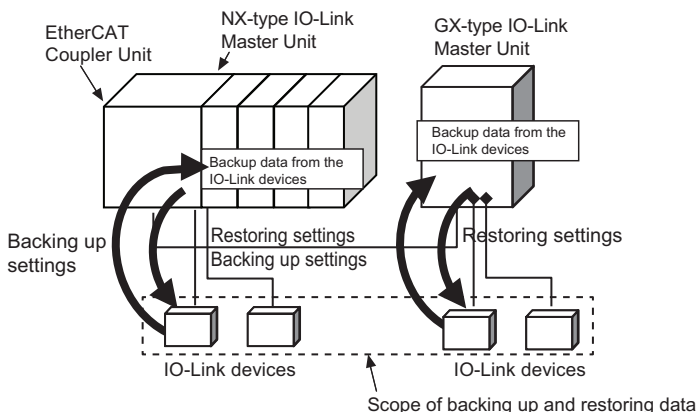 EtherCAT
Coupler Unit
NX-type IO-Link
Master Unit
GX-type IO-Link
Master Unit
Backup data from the
IO-Link devices
Backup data from the
IO-Link devices
Backing up
settings
Restoring settings
Backing up settings
Restoring settings
IO-Link devices
IO-Link devices
Scope of backing up and restoring data